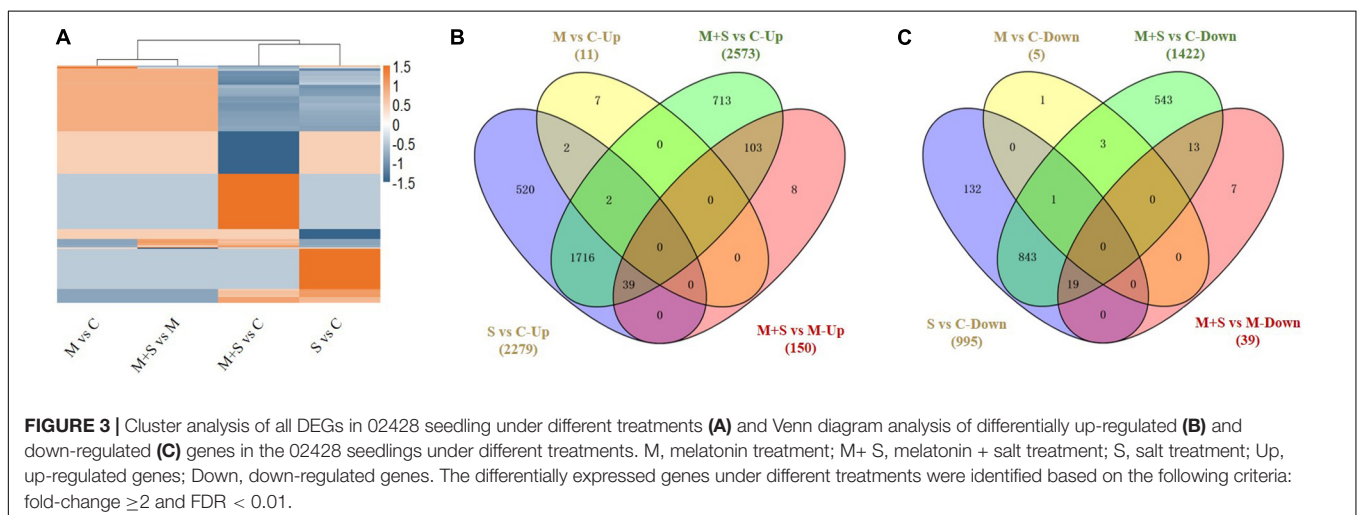 A
1.5
1
0.5
0
-0.5
-1
-1.5
M vs C
M+S vs M
M+S vs C
S vs C
B
M vs C-Up
(11)
M+S vs C-Up
(2573)
7
713
2
0
103
520
2
0
8
1716
0
0
39
0
0
S vs C-Up
(2279)
M+S vs M-Up
(150)
C
M vs C-Down
(5)
M+S vs C-Down
(1422)
1
543
0
3
13
132
1
0
7
843
0
0
19
0
0
S vs C-Down
(995)
M+S vs M-Down
(39)
FIGURE 3 | Cluster analysis of all DEGs in 02428 seedling under different treatments (A) and Venn diagram analysis of differentially up-regulated (B) and
down-regulated (C) genes in the 02428 seedlings under different treatments. M, melatonin treatment; M+ S, melatonin + salt treatment; S, salt treatment; Up,
up-regulated genes; Down, down-regulated genes. The differentially expressed genes under different treatments were identified based on the following criteria:
fold-change ≥2 and FDR < 0.01.